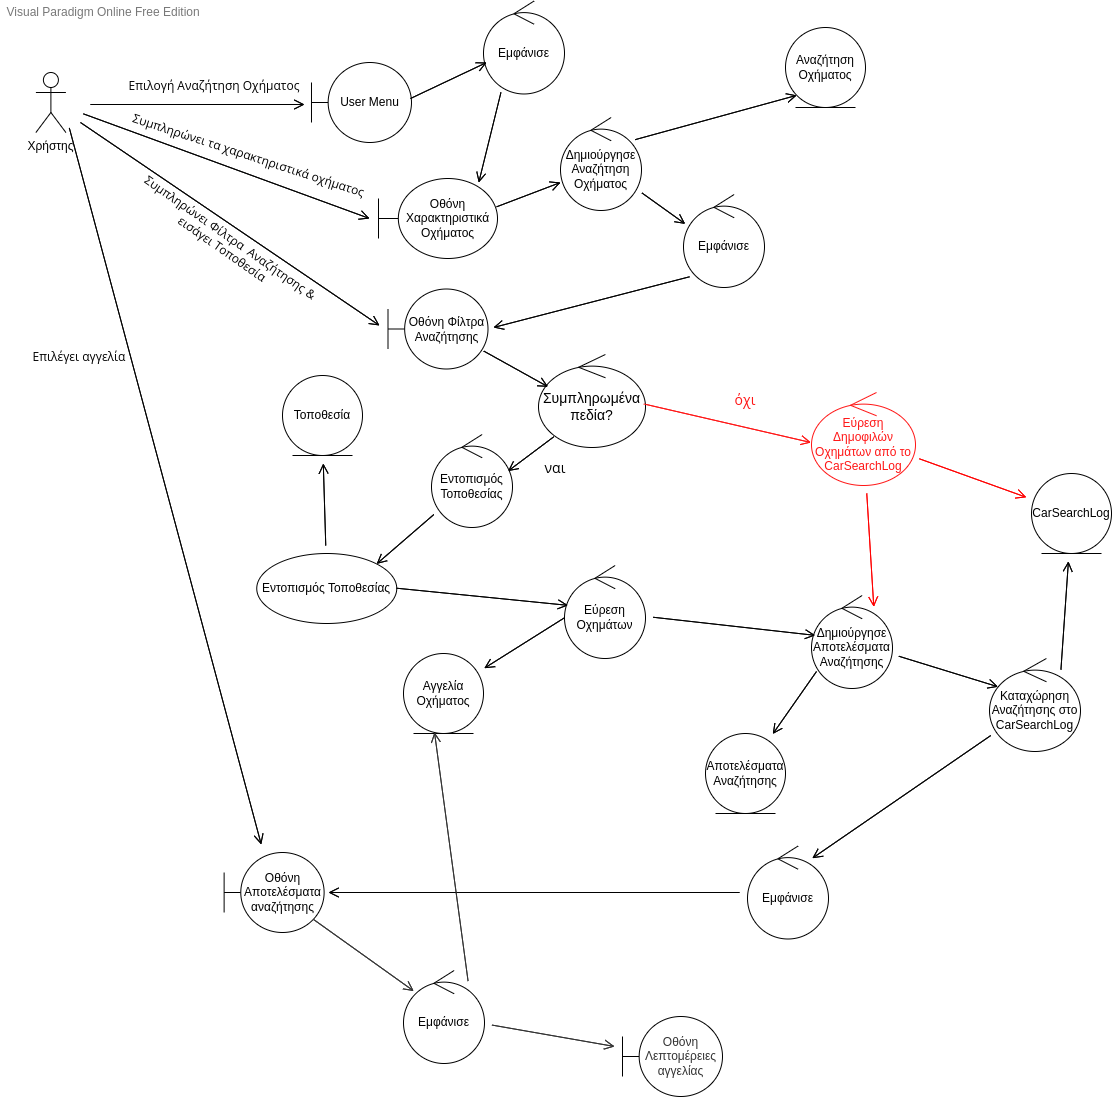 Visual Paradigm Online Free Edition
Εμφάνισε
Αναζήτηση
Οχήματος
Επιλογή Αναζήτηση Οχήματος
User Menu
Χρήστης
Συμπληρώνει τα χαρακτηριστικά οχήματος
Δημιούργησε
Αναζήτηση
Οχήματος
Συμπληρώνει Φίλτρα Αναζήτησης &
εισάγει Τοποθεσία
Οθόνη
Χαρακτηριστικά
Οχήματος
Εμφάνισε
Οθόνη Φίλτρα
Αναζήτησης
Επιλέγει αγγελία
Συμπληρωμένα
πεδία?
όχι
Τοποθεσία
Εύρεση
Δημοφιλών
Οχημάτων από το
CarSearchLog
ναι
Εντοπισμός
Τοποθεσίας
CarSearchLog
Εντοπισμός Τοποθεσίας
Εύρεση
Οχημάτων
Δημιούργησε
Αποτελέσματα
Αναζήτησης
Αγγελία
Οχήματος
Καταχώρηση
Αναζήτησης στο
CarSearchLog
Αποτελέσματα
Αναζήτησης
Οθόνη
Αποτελέσματα
αναζήτησης
Εμφάνισε
Εμφάνισε
Οθόνη
Λεπτομέρειες
αγγελίας